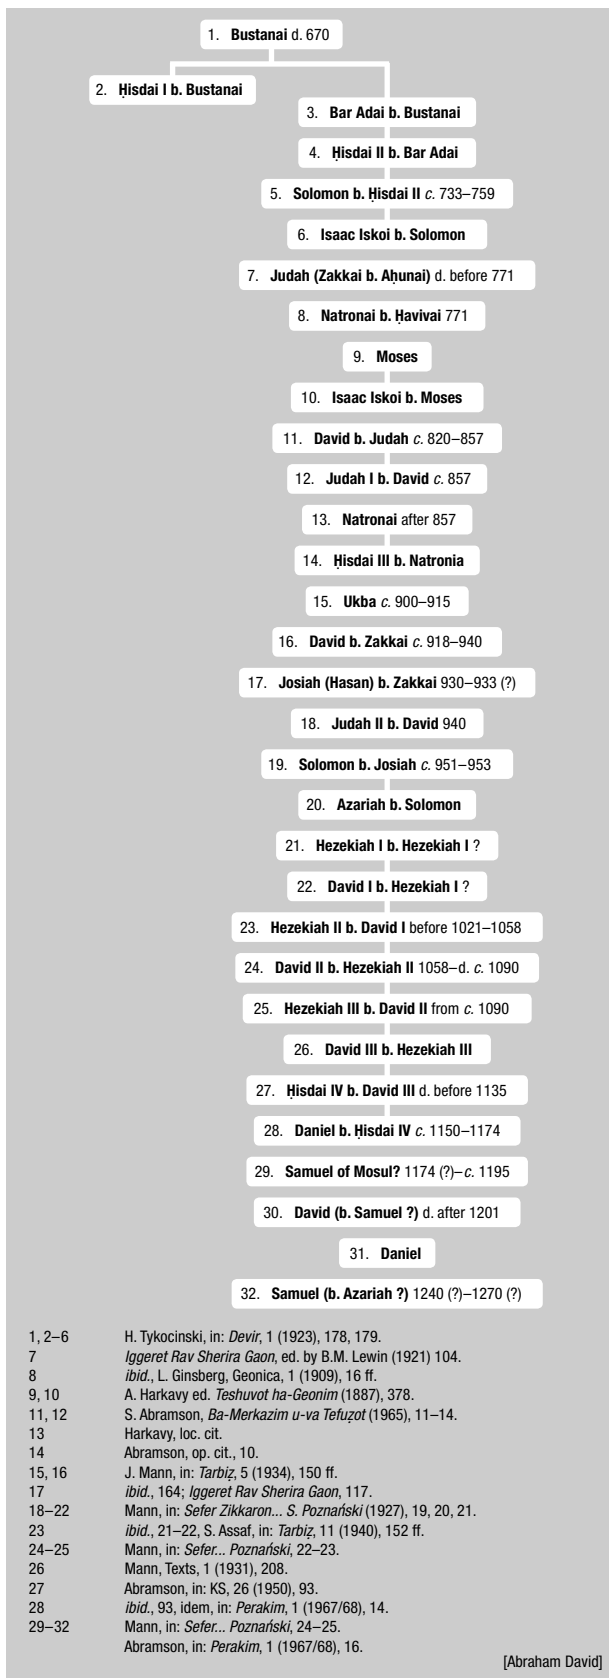 1. Bustanai d. 670
2. Ḥisdai I b. Bustanai
3. Bar Adai b. Bustanai
4. Ḥisdai II b. Bar Adai
5. Solomon b. Ḥisdai II c. 733–759
6. Isaac Iskoi b. Solomon
7. Judah (Zakkai b. Aḥunai) d. before 771
8. Natronai b. Ḥavivai 771
9. Moses
10. Isaac Iskoi b. Moses
11. David b. Judah c. 820–857
12. Judah I b. David c. 857
13. Natronai after 857
14. Ḥisdai III b. Natronia
15. Ukba c. 900–915
16. David b. Zakkai c. 918–940
17. Josiah (Hasan) b. Zakkai 930–933 (?)
18. Judah II b. David 940
19. Solomon b. Josiah c. 951–953
20. Azariah b. Solomon
21. Hezekiah I b. Hezekiah I ?
22. David I b. Hezekiah I ?
23. Hezekiah II b. David I before 1021–1058
24. David II b. Hezekiah II 1058–d. c. 1090
25. Hezekiah III b. David II from c. 1090
26. David III b. Hezekiah III
27. Ḥisdai IV b. David III d. before 1135
28. Daniel b. Ḥisdai IV c. 1150–1174
29. Samuel of Mosul? 1174 (?)–c. 1195
30. David (b. Samuel ?) d. after 1201
31. Daniel
32. Samuel (b. Azariah ?) 1240 (?)–1270 (?)
1, 2–6 H. Tykocinski, in: Devir, 1 (1923), 178, 179.
7 Iggeret Rav Sherira Gaon, ed. by B.M. Lewin (1921) 104.
8 ibid., L. Ginsberg, Geonica, 1 (1909), 16 ff.
9, 10 A. Harkavy ed. Teshuvot ha-Geonim (1887), 378.
11, 12 S. Abramson, Ba-Merkazim u-va Tefuẓot (1965), 11–14.
13 Harkavy, loc. cit.
14 Abramson, op. cit., 10.
15, 16 J. Mann, in: Tarbiẓ, 5 (1934), 150 ff.
17 ibid., 164; Iggeret Rav Sherira Gaon, 117.
18–22 Mann, in: Sefer Zikkaron... S. Poznański (1927), 19, 20, 21.
23 ibid., 21–22, S. Assaf, in: Tarbiẓ, 11 (1940), 152 ff.
24–25 Mann, in: Sefer... Poznański, 22–23.
26 Mann, Texts, 1 (1931), 208.
27 Abramson, in: KS, 26 (1950), 93.
28 ibid., 93, idem, in: Perakim, 1 (1967/68), 14.
29–32 Mann, in: Sefer... Poznański, 24–25.
Abramson, in: Perakim, 1 (1967/68), 16.
[Abraham David]